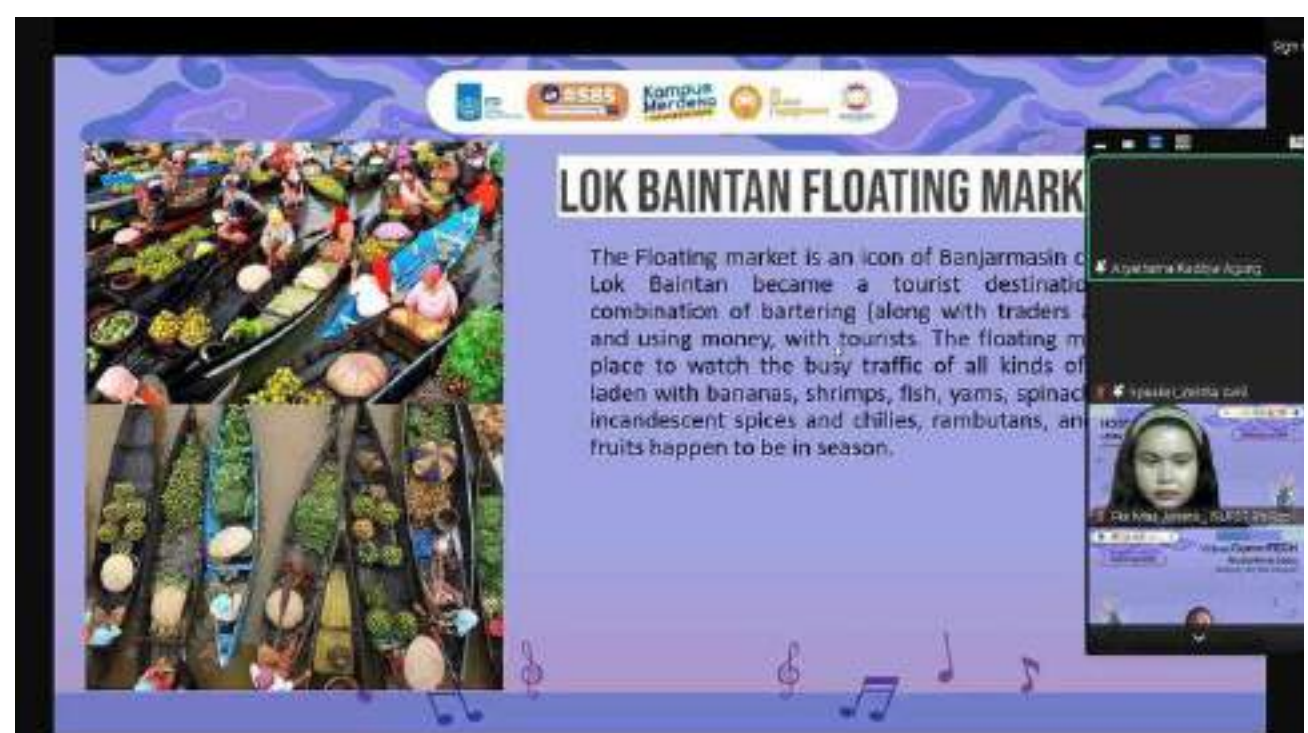 Sign
Kampus
Merdeka
LOK BAINTAN FLOATING MARK
The Floating market is an icon of Banjarmasin c
Lok Baintan became a tourist destinatio
combination of bartering (along with traders a
and using money, with tourists. The floating m
place to watch the busy traffic of all kinds of
laden with bananas, shrimps, fish, yams, spinac
incandescent spices and chilies, rambutans, an
fruits happen to be in season.